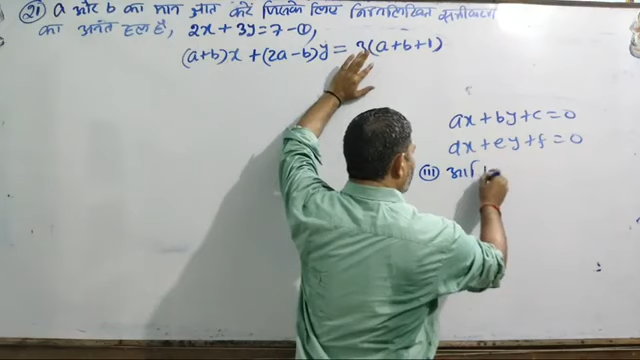 21) a और b का मान ज्ञात करें जिसके लिए निम्नलिखित समीकरण
का अनंत हल है, 2x + 3y = 7 - ①,
(a+b)x + (2a-b)y = 3(a+b+1)
ax + by + c = 0
dx + ey + f = 0
(iii)